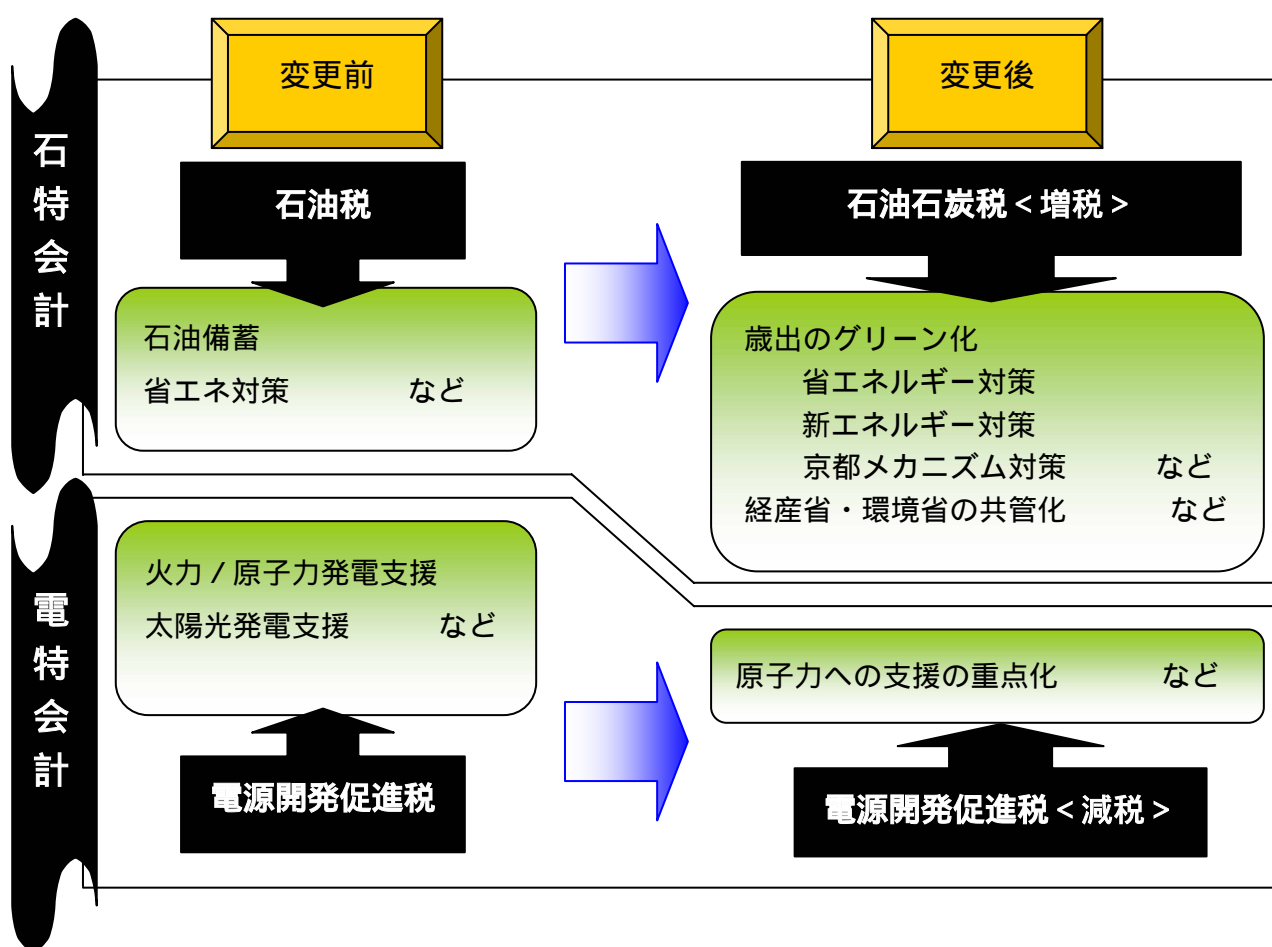 変更前
変更後
石特会計
石油税
石油石炭税＜増税＞
石油備蓄
省エネ対策 など
歳出のグリーン化
省エネルギー対策
新エネルギー対策
京都メカニズム対策 など
経産省・環境省の共管化 など
電特会計
火力／原子力発電支援
太陽光発電支援 など
原子力への支援の重点化 など
電源開発促進税
電源開発促進税＜減税＞